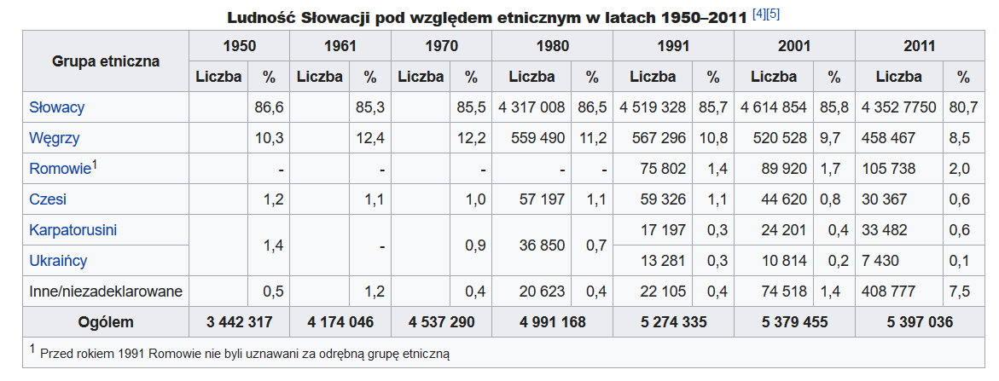 Ludność Słowacji pod względem etnicznym w latach 1950–2011 [4][5]
Grupa etniczna 1950 1961 1970 1980 1991 2001 2011
Liczba % Liczba % Liczba % Liczba % Liczba % Liczba % Liczba %
Słowacy 86,6 85,3 85,5 4 317 008 86,5 4 519 328 85,7 4 614 854 85,8 4 352 7750 80,7
Węgrzy 10,3 12,4 12,2 559 490 11,2 567 296 10,8 520 528 9,7 458 467 8,5
Romowie1 - - - - - 75 802 1,4 89 920 1,7 105 738 2,0
Czesi 1,2 1,1 1,0 57 197 1,1 59 326 1,1 44 620 0,8 30 367 0,6
Karpatorusini 1,4 - 0,9 36 850 0,7 17 197 0,3 24 201 0,4 33 482 0,6
Ukraińcy 13 281 0,3 10 814 0,2 7 430 0,1
Inne/niezadeklarowane 0,5 1,2 0,4 20 623 0,4 22 105 0,4 74 518 1,4 408 777 7,5
Ogólem 3 442 317 4 174 046 4 537 290 4 991 168 5 274 335 5 379 455 5 397 036
1 Przed rokiem 1991 Romowie nie byli uznawani za odrębną grupę etniczną